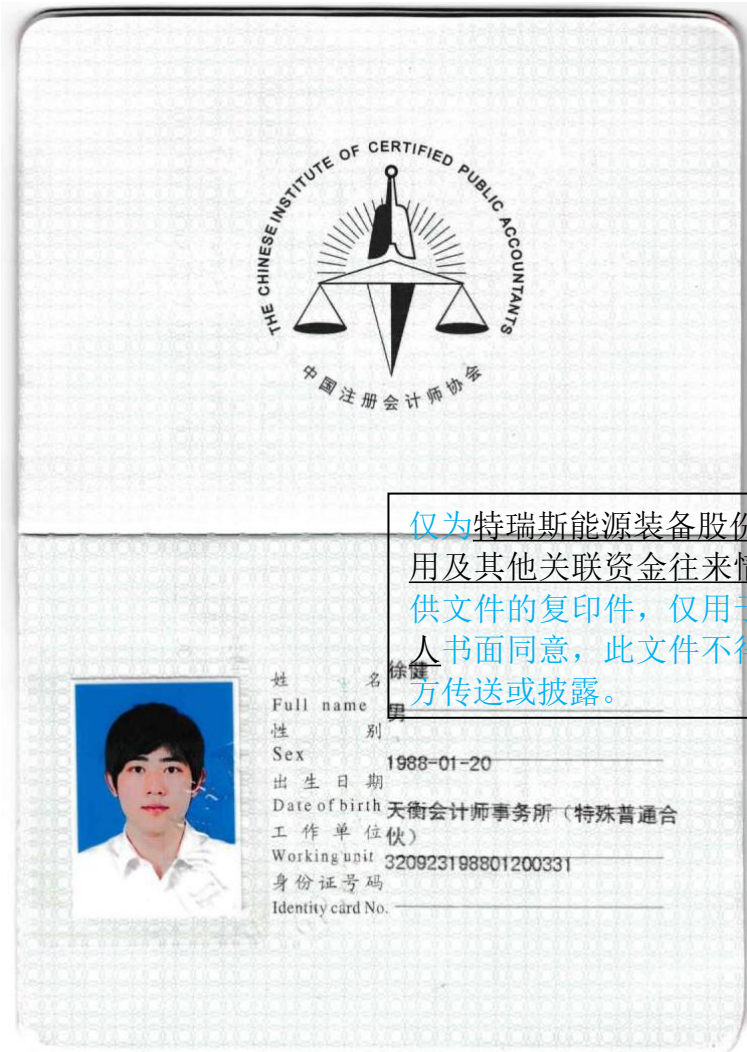 THE CHINESE INSTITUTE OF CERTIFIED PUBLIC ACCOUNTANTS
中国注册会计师协会
仅为特瑞斯能源装备股份
用及其他关联资金往来情
供文件的复印件，仅用于
人书面同意，此文件不得
方传送或披露。
姓 名 徐健
Full name
性 别 男
Sex
出生日期 1988-01-20
Date of birth
工作单位 天衡会计师事务所（特殊普通合
伙）
Working unit
身份证号码 320923198801200331
Identity card No.